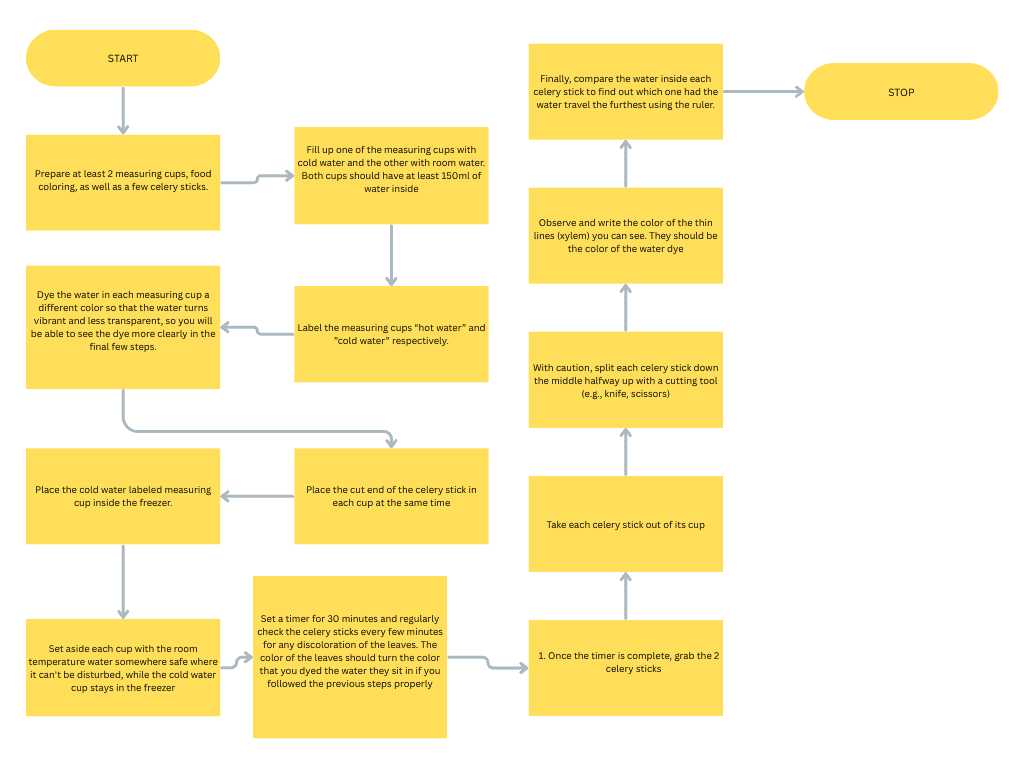 START
Prepare at least 2 measuring cups, food
coloring, as well as a few celery sticks.
Fill up one of the measuring cups with
cold water and the other with room water.
Both cups should have at least 150ml of
water inside
Label the measuring cups “hot water” and
”cold water” respectively.
Dye the water in each measuring cup a
different color so that the water turns
vibrant and less transparent, so you will
be able to see the dye more clearly in the
final few steps.
Place the cut end of the celery stick in
each cup at the same time
Place the cold water labeled measuring
cup inside the freezer.
Set aside each cup with the room
temperature water somewhere safe where
it can't be disturbed, while the cold water
cup stays in the freezer
Set a timer for 30 minutes and regularly
check the celery sticks every few minutes
for any discoloration of the leaves. The
color of the leaves should turn the color
that you dyed the water they sit in if you
followed the previous steps properly
1. Once the timer is complete, grab the 2
celery sticks
Take each celery stick out of its cup
With caution, split each celery stick down
the middle halfway up with a cutting tool
(e.g., knife, scissors)
Observe and write the color of the thin
lines (xylem) you can see. They should be
the color of the water dye
Finally, compare the water inside each
celery stick to find out which one had the
water travel the furthest using the ruler.
STOP